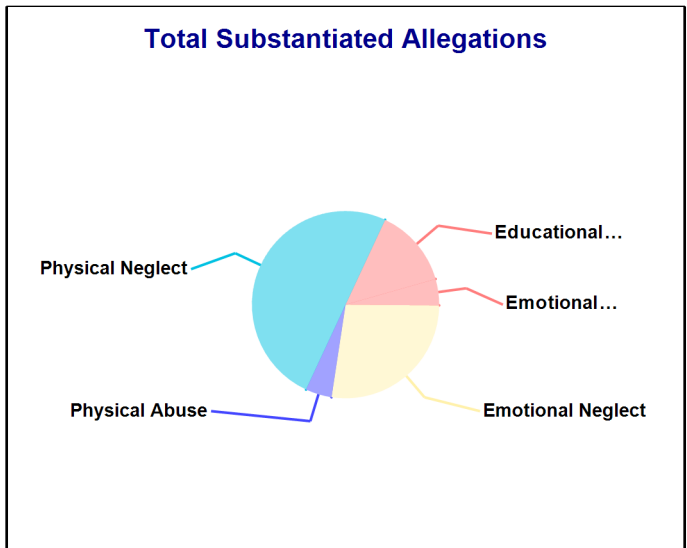 Total Substantiated Allegations
Educational…
Physical Neglect
Emotional…
Physical Abuse
Emotional Neglect